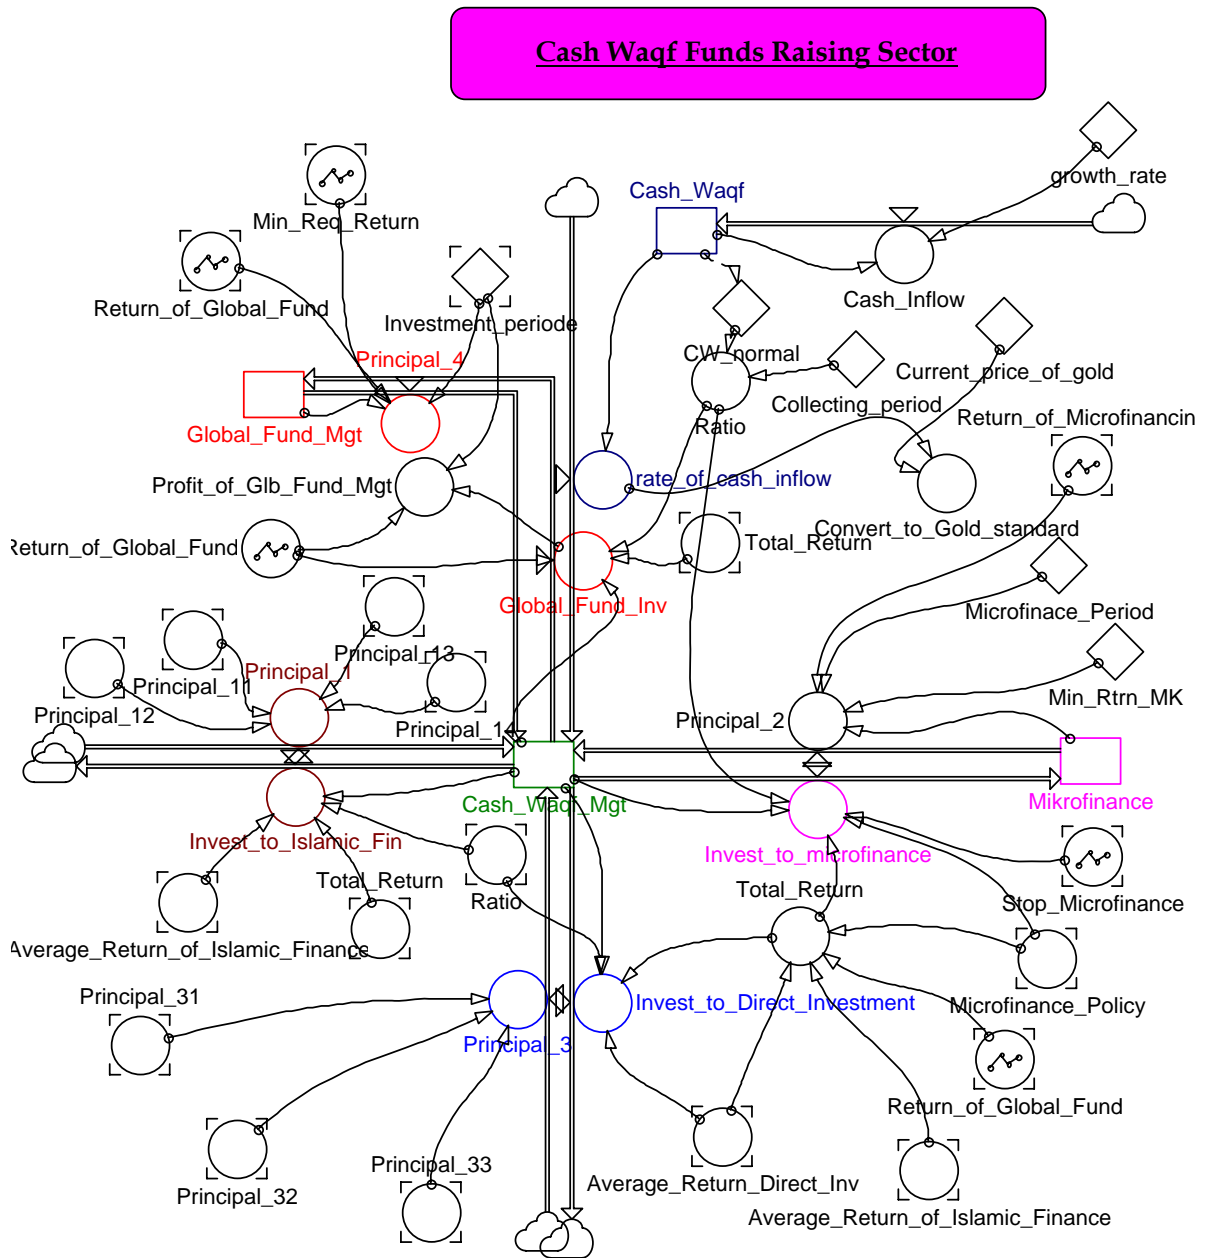 Cash Waqf Funds Raising Sector
growth_rate
Cash_Waqf
Min_Req_Return
Cash_Inflow
Return_of_Global_Fund
Investment_periode
CW_normal
Principal_4
Current_price_of_gold
Collecting_period
Return_of_Microfinancin
Ratio
Global_Fund_Mgt
rate_of_cash_inflow
Profit_of_Glb_Fund_Mgt
Convert_to_Gold_standard
Return_of_Global_Fund
Total_Return
Global_Fund_Inv
Microfinace_Period
Principal_13
Principal_1
Principal_11
Principal_12
Principal_14
Principal_2
Min_Rtrn_MK
Cash_Waqf_Mgt
Mikrofinance
Invest_to_Islamic_Fin
Invest_to_microfinance
Total_Return
Ratio
Total_Return
Stop_Microfinance
Average_Return_of_Islamic_Finance
Principal_31
Invest_to_Direct_Investment
Microfinance_Policy
Principal_3
Return_of_Global_Fund
Principal_33
Principal_32
Average_Return_Direct_Inv
Average_Return_of_Islamic_Finance